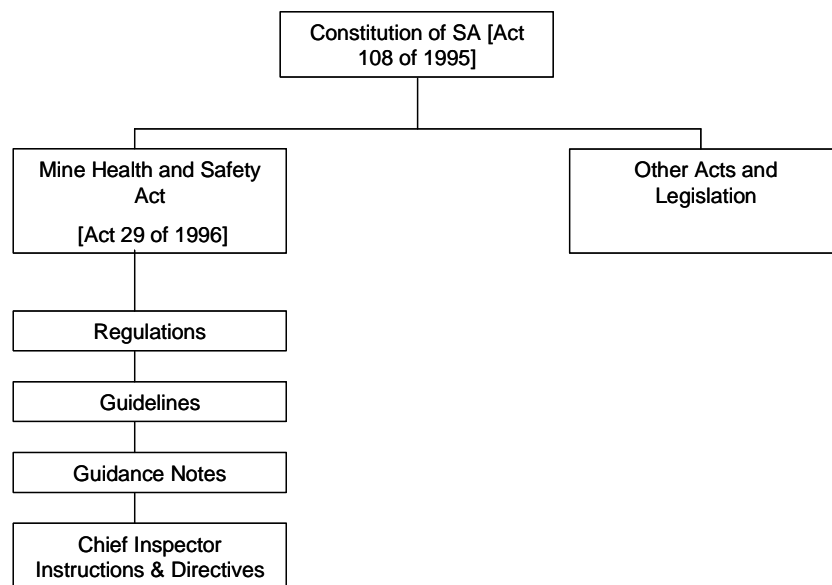 Constitution of SA [Act
108 of 1995]
Mine Health and Safety
Act
[Act 29 of 1996]
Other Acts and
Legislation
Regulations
Guidelines
Guidance Notes
Chief Inspector
Instructions & Directives